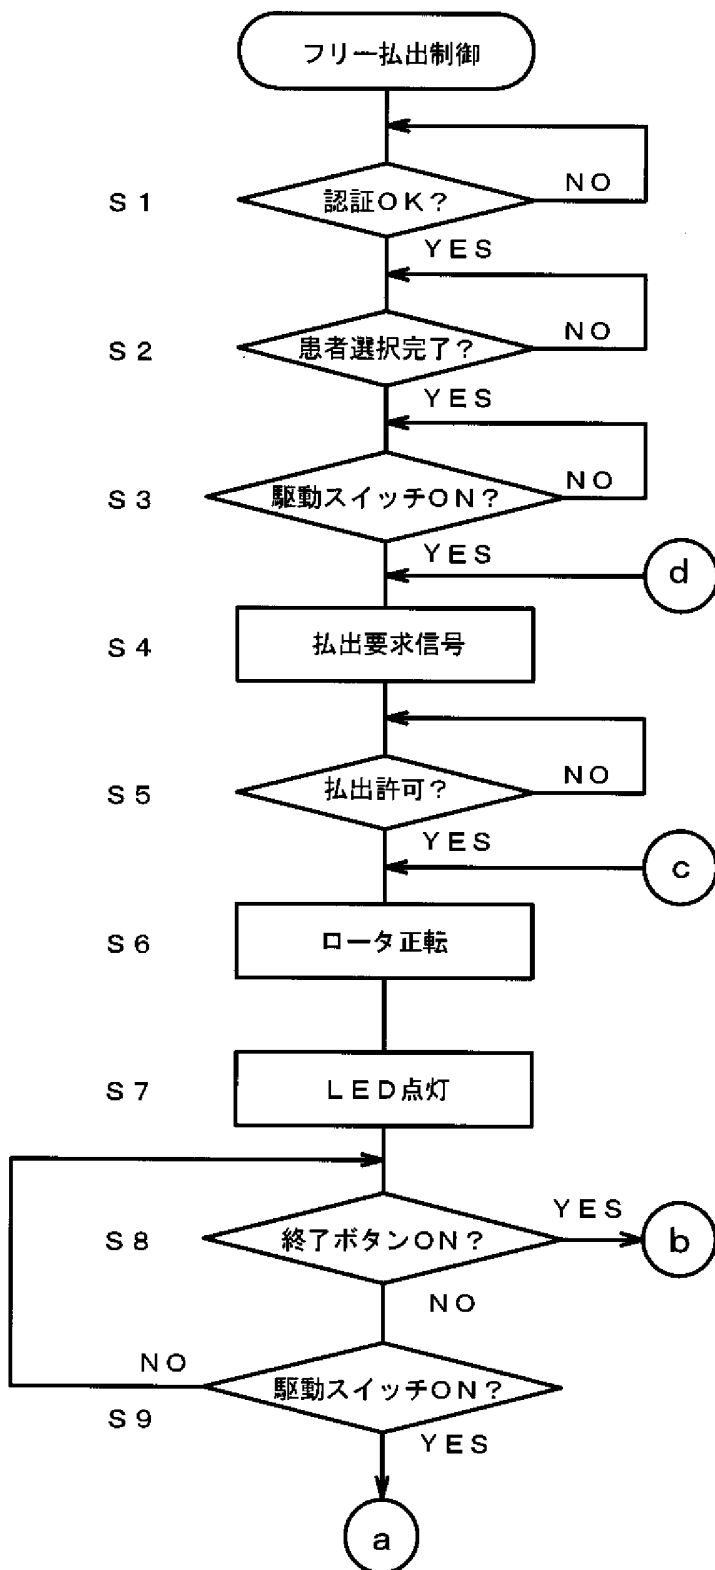 フリー払出制御
S1
認証OK?
NO
YES
S2
患者選択完了?
NO
YES
S3
駆動スイッチON?
NO
YES
d
S4
払出要求信号
S5
払出許可?
NO
YES
c
S6
ロータ正転
S7
LED点灯
YES
S8
終了ボタンON?
b
NO
NO
駆動スイッチON?
S9
YES
a